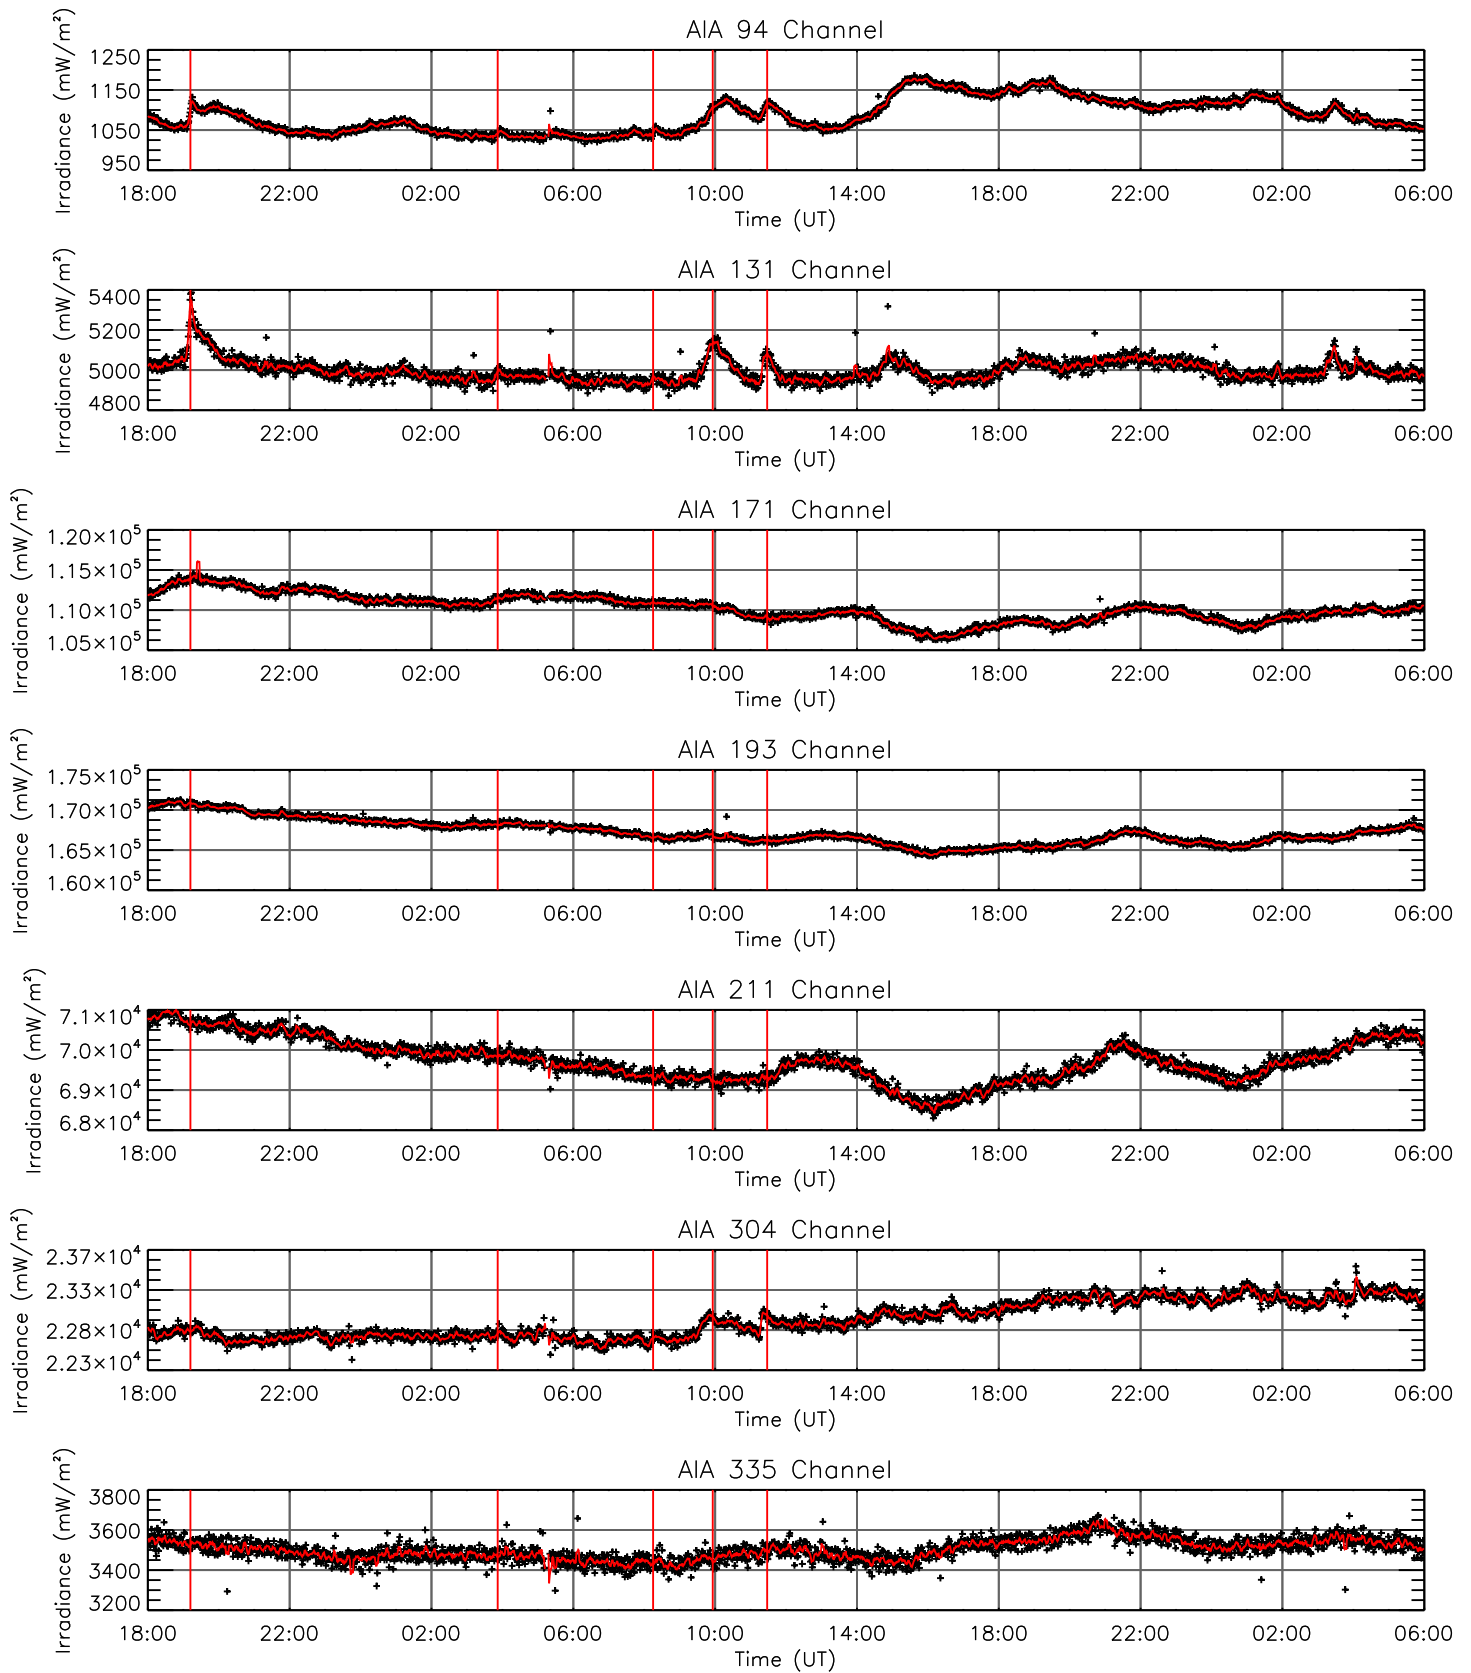 AIA 94 Channel
Irradiance (mW/m²)
1250
1150
1050
950
18:00 22:00 02:00 06:00 10:00 14:00 18:00 22:00 02:00 06:00
Time (UT)
AIA 131 Channel
Irradiance (mW/m²)
5400
5200
5000
4800
18:00 22:00 02:00 06:00 10:00 14:00 18:00 22:00 02:00 06:00
Time (UT)
AIA 171 Channel
Irradiance (mW/m²)
1.20×10⁵
1.15×10⁵
1.10×10⁵
1.05×10⁵
18:00 22:00 02:00 06:00 10:00 14:00 18:00 22:00 02:00 06:00
Time (UT)
AIA 193 Channel
Irradiance (mW/m²)
1.75×10⁵
1.70×10⁵
1.65×10⁵
1.60×10⁵
18:00 22:00 02:00 06:00 10:00 14:00 18:00 22:00 02:00 06:00
Time (UT)
AIA 211 Channel
Irradiance (mW/m²)
7.1×10⁴
7.0×10⁴
6.9×10⁴
6.8×10⁴
18:00 22:00 02:00 06:00 10:00 14:00 18:00 22:00 02:00 06:00
Time (UT)
AIA 304 Channel
Irradiance (mW/m²)
2.37×10⁴
2.33×10⁴
2.28×10⁴
2.23×10⁴
18:00 22:00 02:00 06:00 10:00 14:00 18:00 22:00 02:00 06:00
Time (UT)
AIA 335 Channel
Irradiance (mW/m²)
3800
3600
3400
3200
18:00 22:00 02:00 06:00 10:00 14:00 18:00 22:00 02:00 06:00
Time (UT)